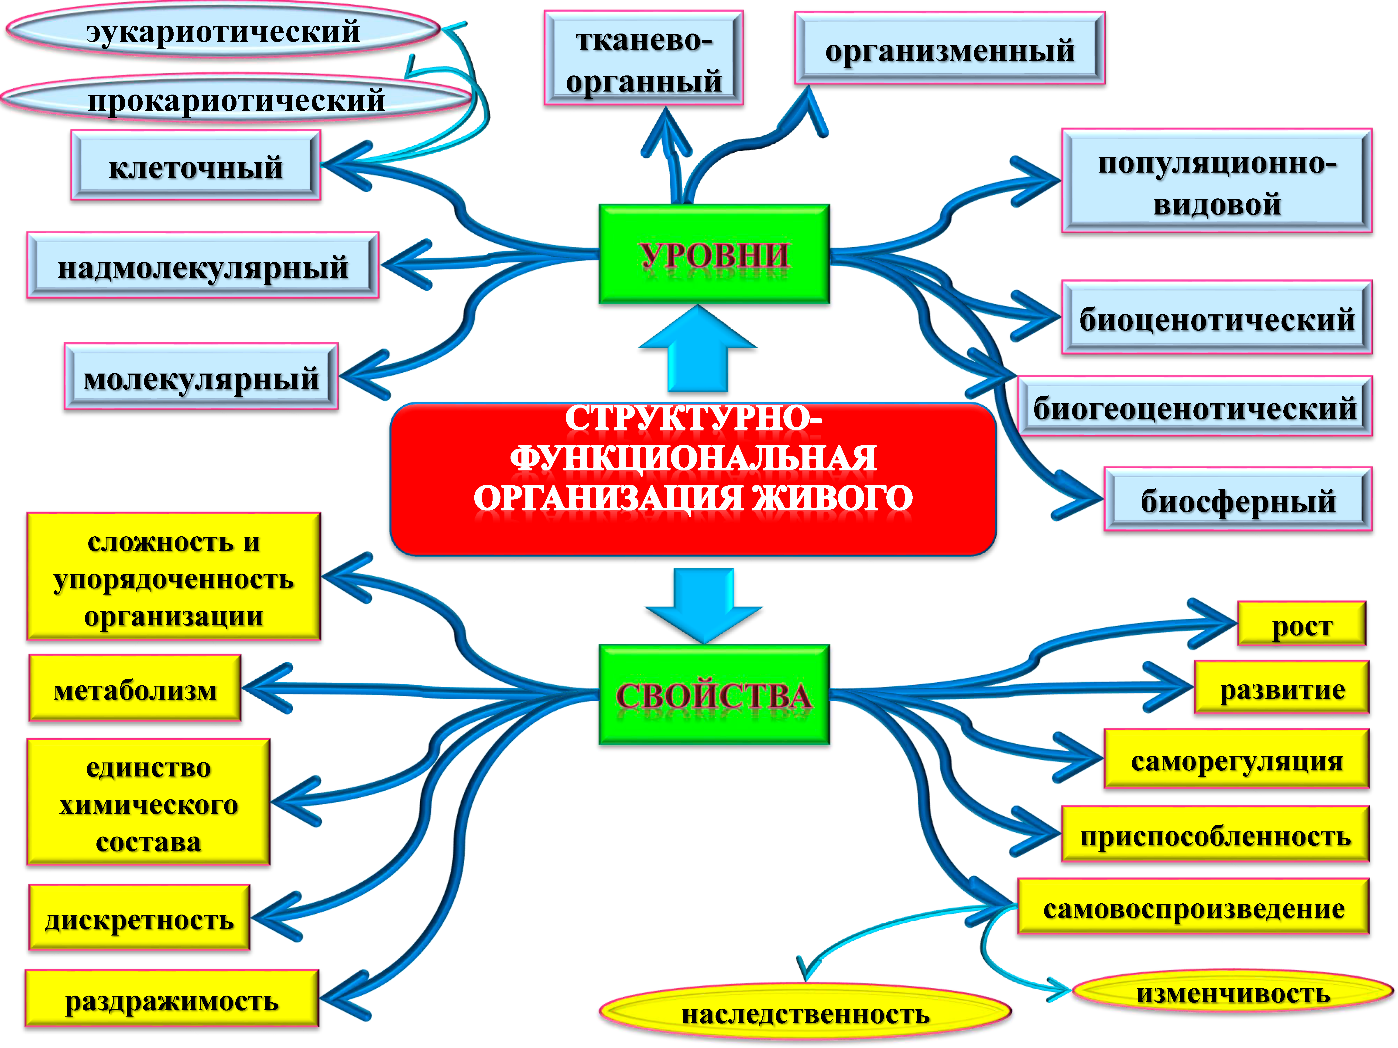 эукариотический
прокариотический
клеточный
надмолекулярный
молекулярный
тканево-
органный
организменный
популяционно-
видовой
биоценотический
биогеоценотический
биосферный
УРОВНИ
СТРУКТУРНО-
ФУНКЦИОНАЛЬНАЯ
ОРГАНИЗАЦИЯ ЖИВОГО
СВОЙСТВА
сложность и
упорядоченность
организации
метаболизм
единство
химического
состава
дискретность
раздражимость
рост
развитие
саморегуляция
приспособленность
самовоспроизведение
наследственность
изменчивость